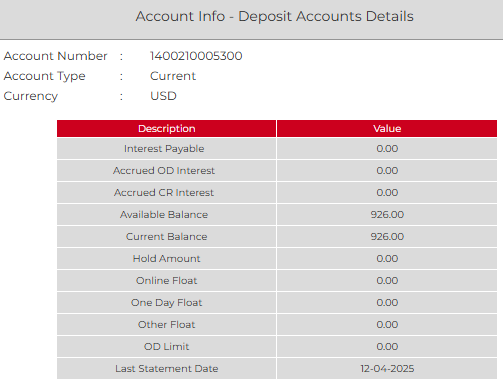 Account Info - Deposit Accounts Details
Account Number : 1400210005300
Account Type : Current
Currency : USD
Description Value
Interest Payable 0.00
Accrued OD Interest 0.00
Accrued CR Interest 0.00
Available Balance 926.00
Current Balance 926.00
Hold Amount 0.00
Online Float 0.00
One Day Float 0.00
Other Float 0.00
OD Limit 0.00
Last Statement Date 12-04-2025